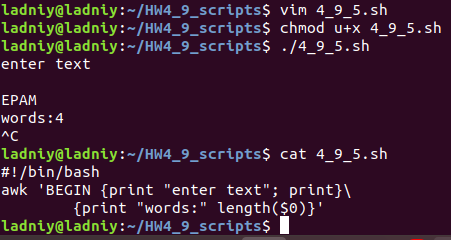 ladniy@ladniy:~/HW4_9_scripts$ vim 4_9_5.sh
ladniy@ladniy:~/HW4_9_scripts$ chmod u+x 4_9_5.sh
ladniy@ladniy:~/HW4_9_scripts$ ./4_9_5.sh
enter text

EPAM
words:4
^C
ladniy@ladniy:~/HW4_9_scripts$ cat 4_9_5.sh
#!/bin/bash
awk 'BEGIN {print "enter text"; print}\
        {print "words:" length($0)}'
ladniy@ladniy:~/HW4_9_scripts$